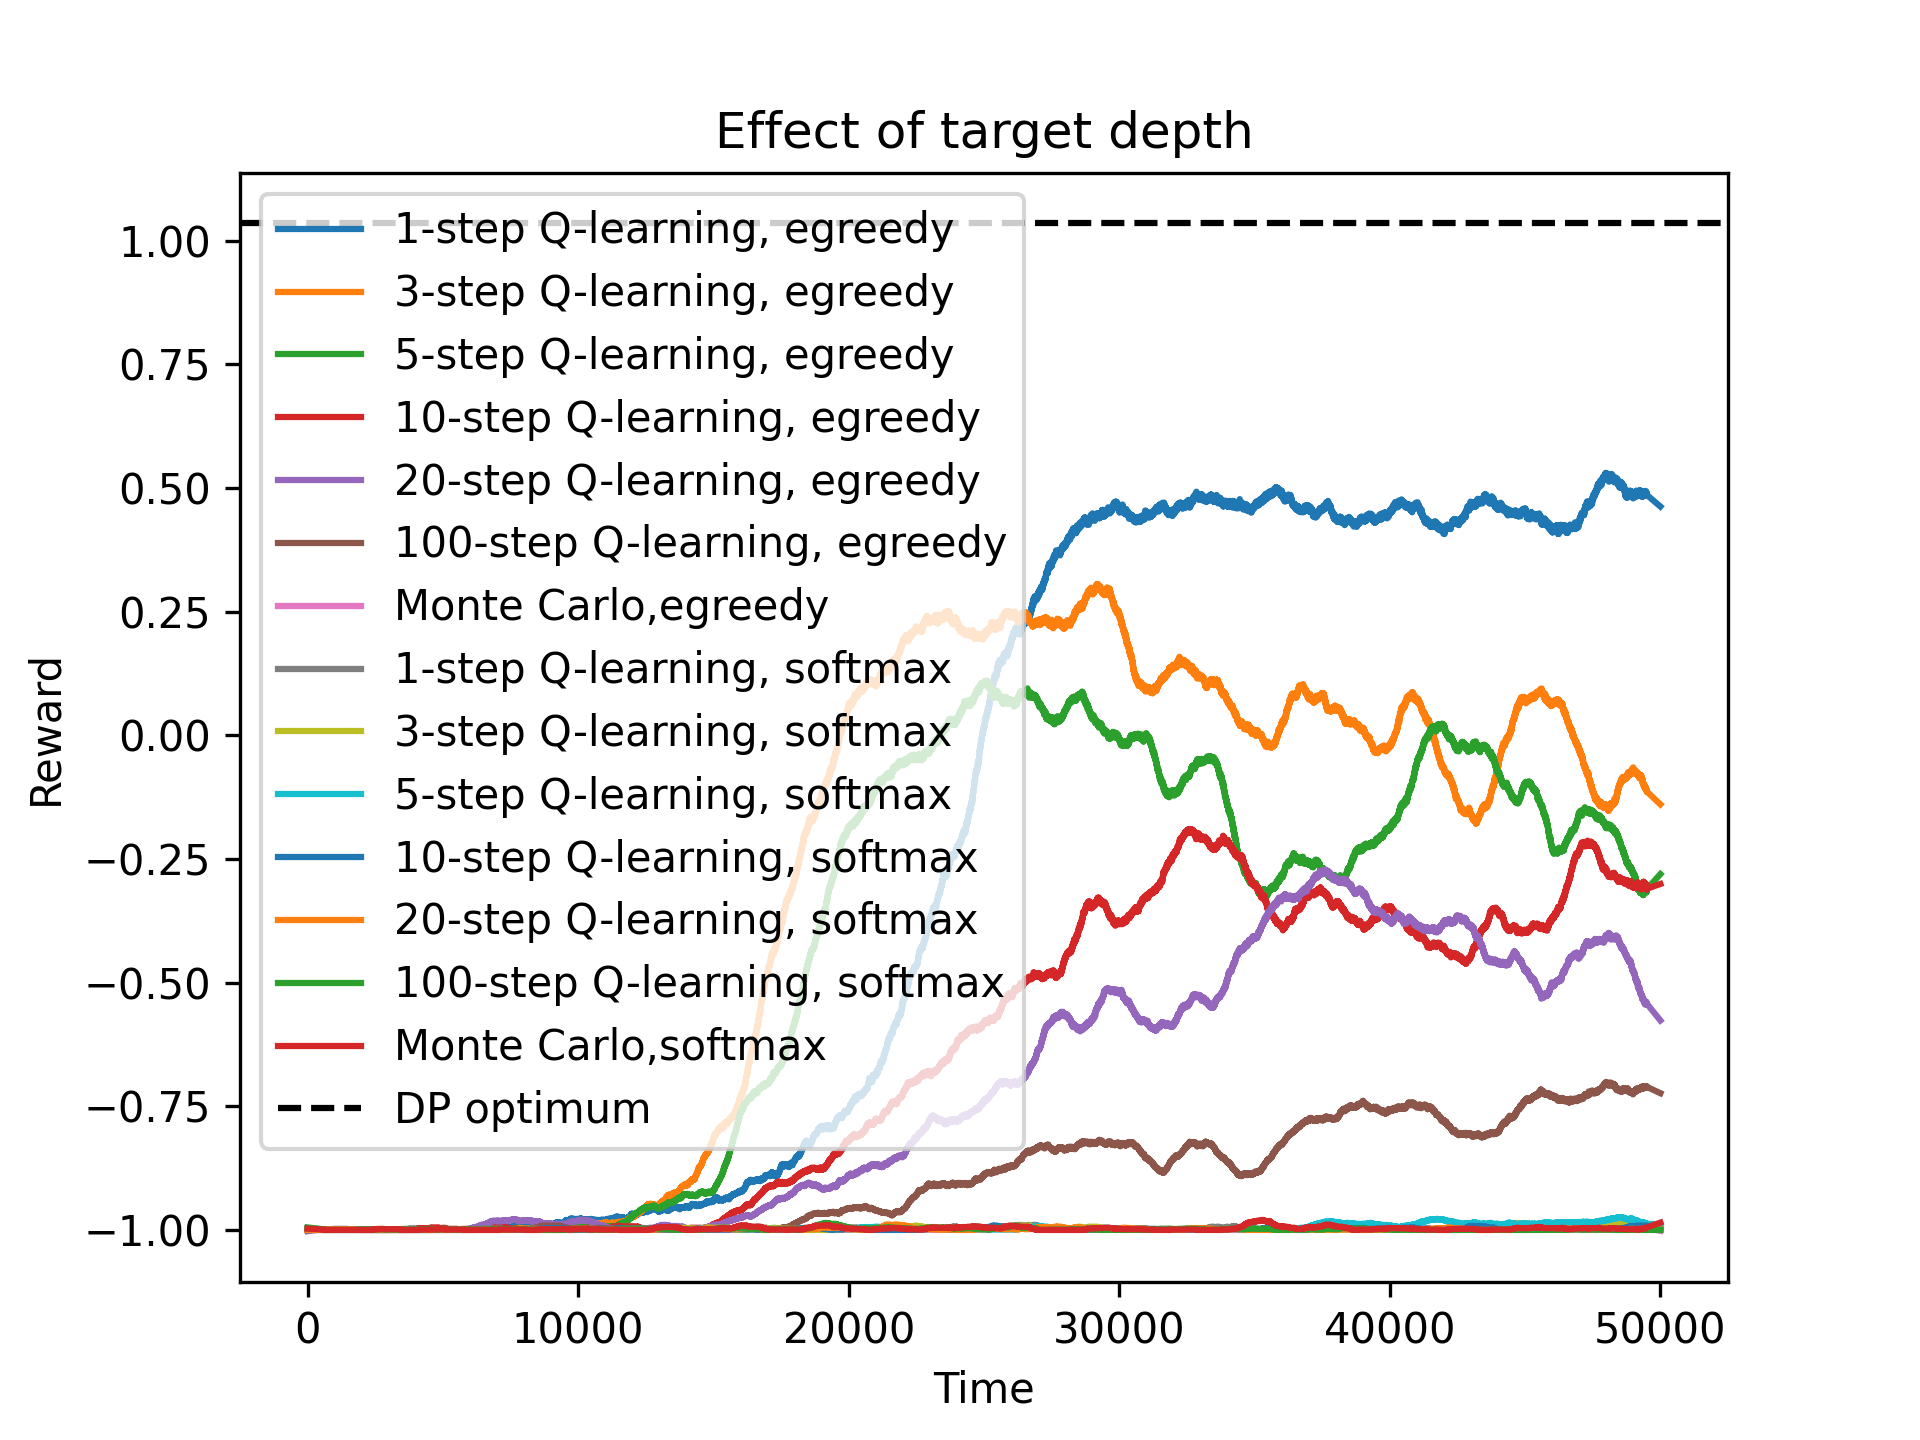 Effect of target depth
1-step Q-learning, egreedy
3-step Q-learning, egreedy
5-step Q-learning, egreedy
10-step Q-learning, egreedy
20-step Q-learning, egreedy
100-step Q-learning, egreedy
Monte Carlo,egreedy
1-step Q-learning, softmax
3-step Q-learning, softmax
5-step Q-learning, softmax
10-step Q-learning, softmax
20-step Q-learning, softmax
100-step Q-learning, softmax
Monte Carlo,softmax
DP optimum
1.00
0.75
0.50
0.25
0.00
−0.25
−0.50
−0.75
−1.00
Reward
0 10000 20000 30000 40000 50000
Time